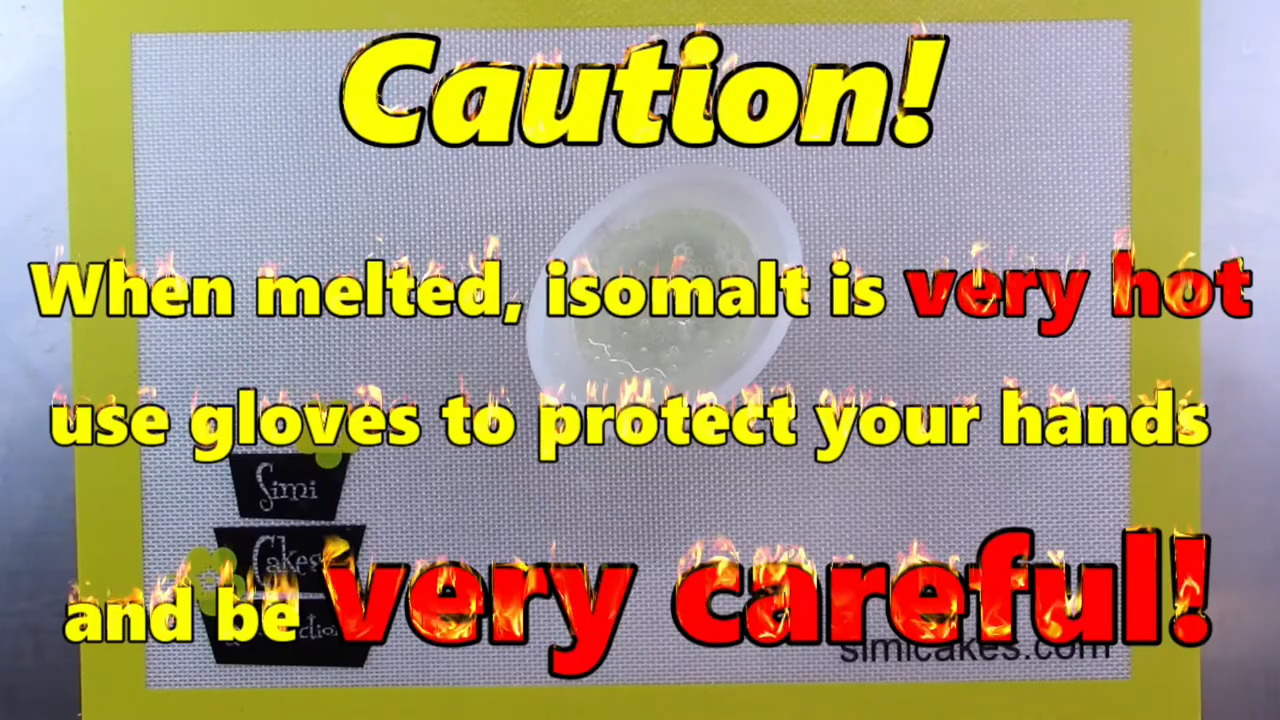 Caution!
When melted, isomalt is very hot
use gloves to protect your hands
and be very careful!
Simi
Cakes
simicakes.com